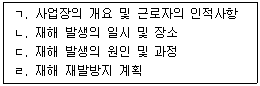 ㄱ. 사업장의 개요 및 근로자의 인적사항
ㄴ. 재해 발생의 일시 및 장소
ㄷ. 재해 발생의 원인 및 과정
ㄹ. 재해 재발방지 계획